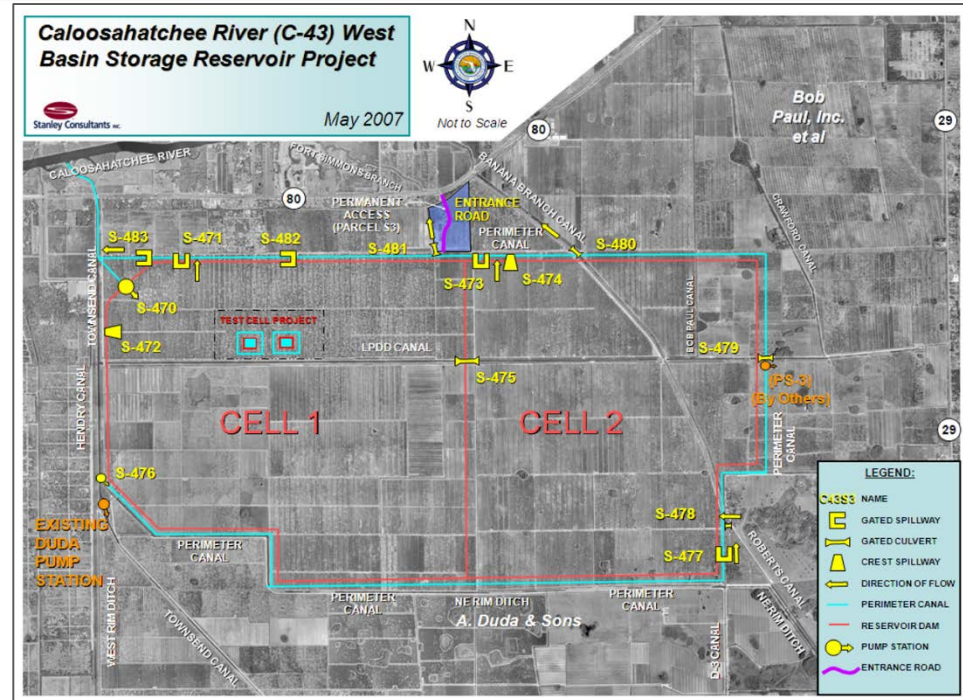 Caloosahatchee River (C-43) West
Basin Storage Reservoir Project
Stanley Consultants INC.
May 2007
N
W
E
S
Not to Scale
80
Bob
Paul, Inc.
et al
29
CALOOSAHATCHEE RIVER
FORT SIMMONS BRANCH
BANANA BRANCH CANAL
80
PERMANENT
ACCESS
(PARCEL S3)
ENTRANCE
ROAD
PERIMETER
CANAL
CRAWFORD CANAL
S-483
S-471
S-482
S-481
S-480
S-473
S-474
S-470
TOWNSEND CANAL
S-472
TEST CELL PROJECT
LPDD CANAL
BOB PAUL CANAL
S-479
S-475
(PS-3)
(By Others)
HENDRY CANAL
CELL 1
CELL 2
PERIMETER
CANAL
29
S-476
EXISTING
DUDA
PUMP
STATION
S-478
S-477
ROBERTS CANAL
PERIMETER
CANAL
PERIMETER
CANAL
NE RIM DITCH
PERIMETER
CANAL
A. Duda & Sons
WEST RIM DITCH
TOWNSEND CANAL
D-3 CANAL
NE RIM DITCH
LEGEND:
C43S3 NAME
GATED SPILLWAY
GATED CULVERT
CREST SPILLWAY
DIRECTION OF FLOW
PERIMETER CANAL
RESERVOIR DAM
PUMP STATION
ENTRANCE ROAD